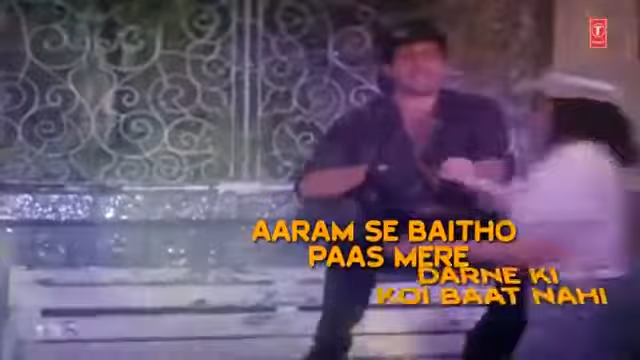 T
AARAM SE BAITHO
PAAS MERE
DARNE KI
KOI BAAT NAHI